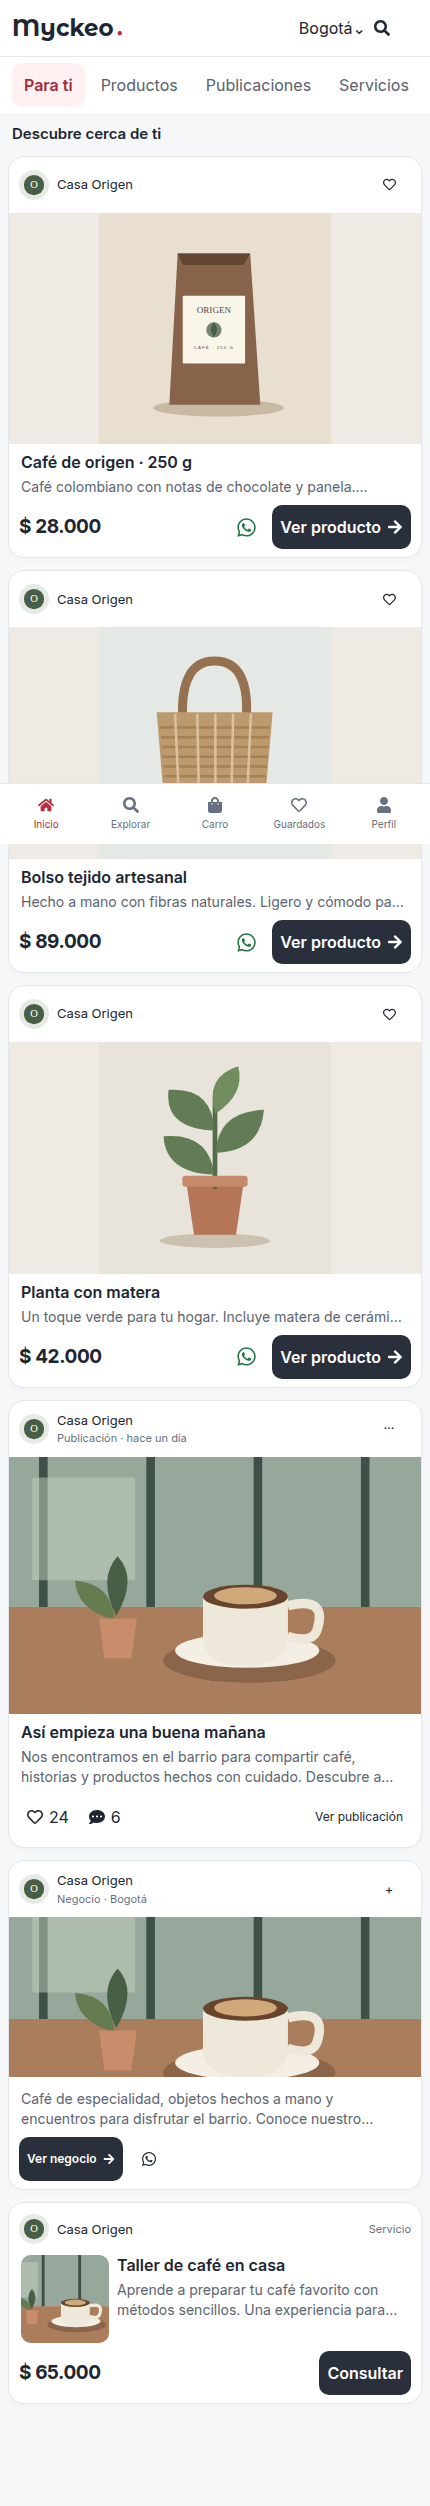 Myckeo.
Bogotá
Para ti Productos Publicaciones Servicios
Descubre cerca de ti
O Casa Origen
ORIGEN
CAFÉ · 250 G
Café de origen · 250 g
Café colombiano con notas de chocolate y panela....
$ 28.000 Ver producto →
O Casa Origen
Inicio Explorar Carro Guardados Perfil
Bolso tejido artesanal
Hecho a mano con fibras naturales. Ligero y cómodo pa...
$ 89.000 Ver producto →
O Casa Origen
Planta con matera
Un toque verde para tu hogar. Incluye matera de cerámi...
$ 42.000 Ver producto →
O Casa Origen ...
Publicación · hace un día
Así empieza una buena mañana
Nos encontramos en el barrio para compartir café,
historias y productos hechos con cuidado. Descubre a...
24 6 Ver publicación
O Casa Origen +
Negocio · Bogotá
Café de especialidad, objetos hechos a mano y
encuentros para disfrutar el barrio. Conoce nuestro...
Ver negocio →
O Casa Origen Servicio
Taller de café en casa
Aprende a preparar tu café favorito con
métodos sencillos. Una experiencia para...
$ 65.000 Consultar